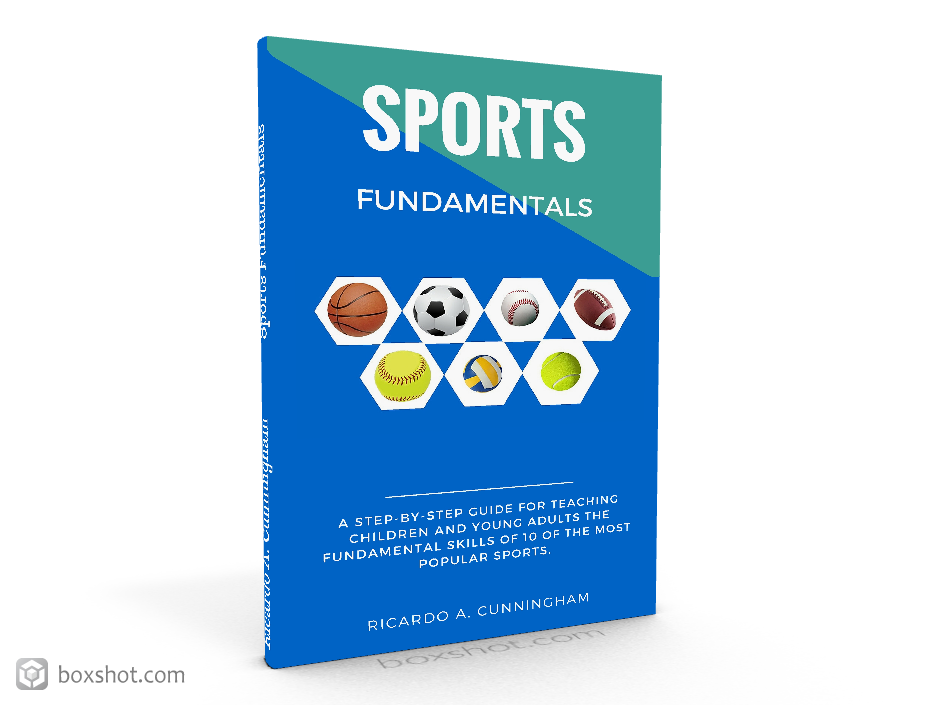 SPORTS
FUNDAMENTALS
A STEP-BY-STEP GUIDE FOR TEACHING
CHILDREN AND YOUNG ADULTS THE
FUNDAMENTAL SKILLS OF 10 OF THE MOST
POPULAR SPORTS.
RICARDO A. CUNNINGHAM
Sports Fundamentals
Ricardo A. Cunningham
boxshot.com
boxshot.com